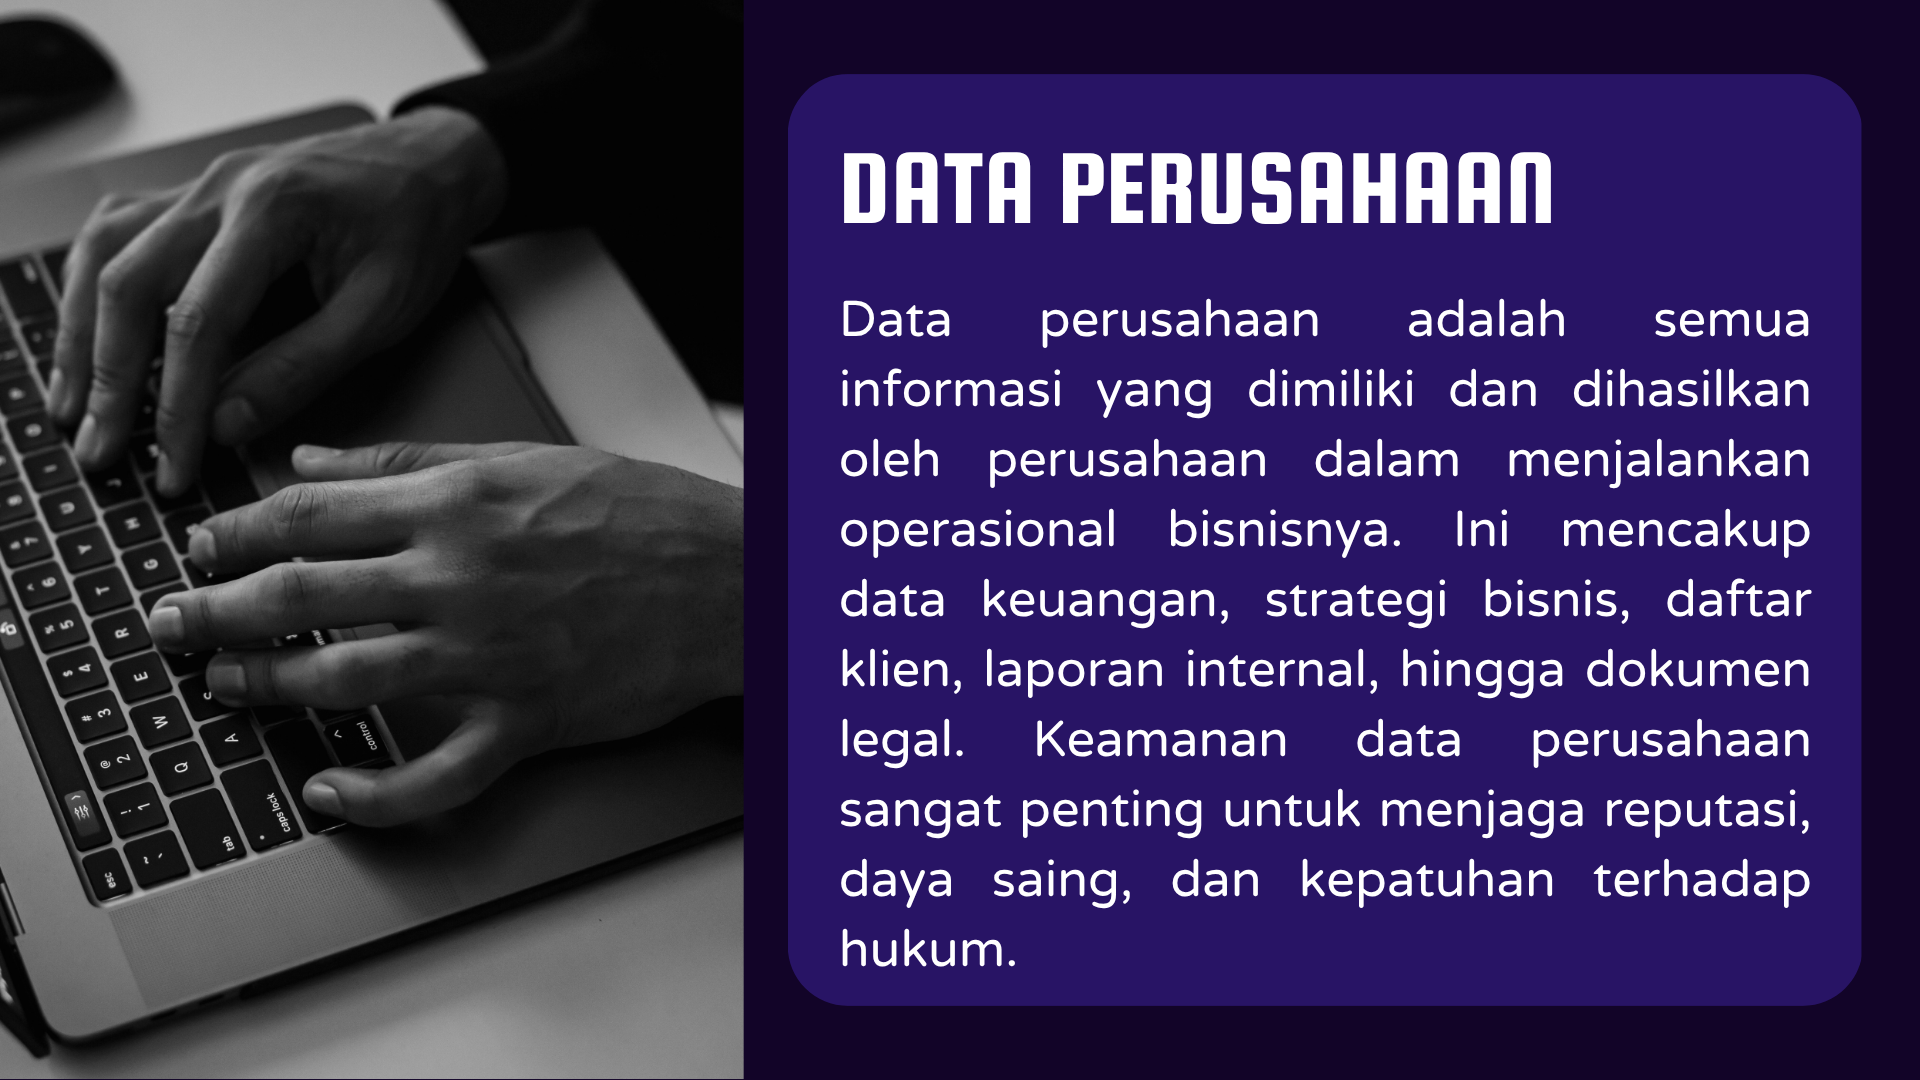 DATA PERUSAHAAN
Data perusahaan adalah semua
informasi yang dimiliki dan dihasilkan
oleh perusahaan dalam menjalankan
operasional bisnisnya. Ini mencakup
data keuangan, strategi bisnis, daftar
klien, laporan internal, hingga dokumen
legal. Keamanan data perusahaan
sangat penting untuk menjaga reputasi,
daya saing, dan kepatuhan terhadap
hukum.